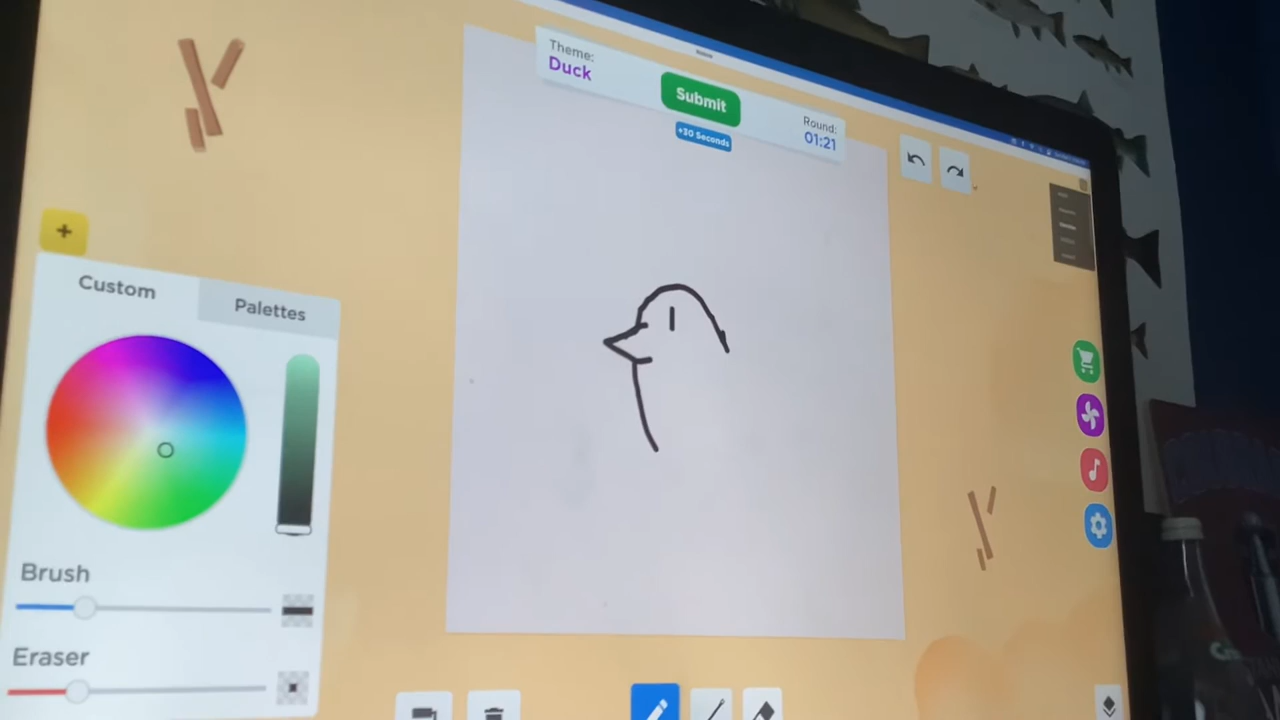 Theme:
Duck
Submit
+30 Seconds
Round:
01:21
Custom
Palettes
Brush
Eraser